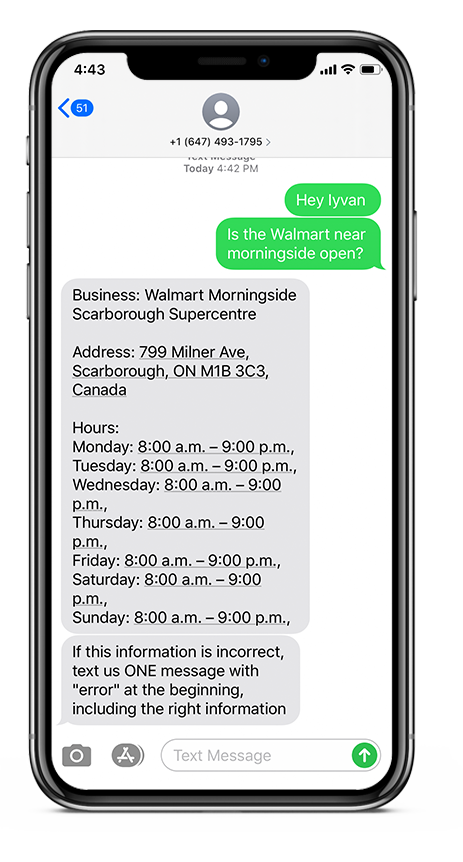 4:43
51
+1 (647) 493-1795 >
Text Message
Today 4:42 PM
Hey Iyvan
Is the Walmart near
morningside open?
Business: Walmart Morningside
Scarborough Supercentre
Address: 799 Milner Ave,
Scarborough, ON M1B 3C3,
Canada
Hours:
Monday: 8:00 a.m. – 9:00 p.m.,
Tuesday: 8:00 a.m. – 9:00 p.m.,
Wednesday: 8:00 a.m. – 9:00
p.m.,
Thursday: 8:00 a.m. – 9:00
p.m.,
Friday: 8:00 a.m. – 9:00 p.m.,
Saturday: 8:00 a.m. – 9:00
p.m.,
Sunday: 8:00 a.m. – 9:00 p.m.,
If this information is incorrect,
text us ONE message with
"error" at the beginning,
including the right information
Text Message